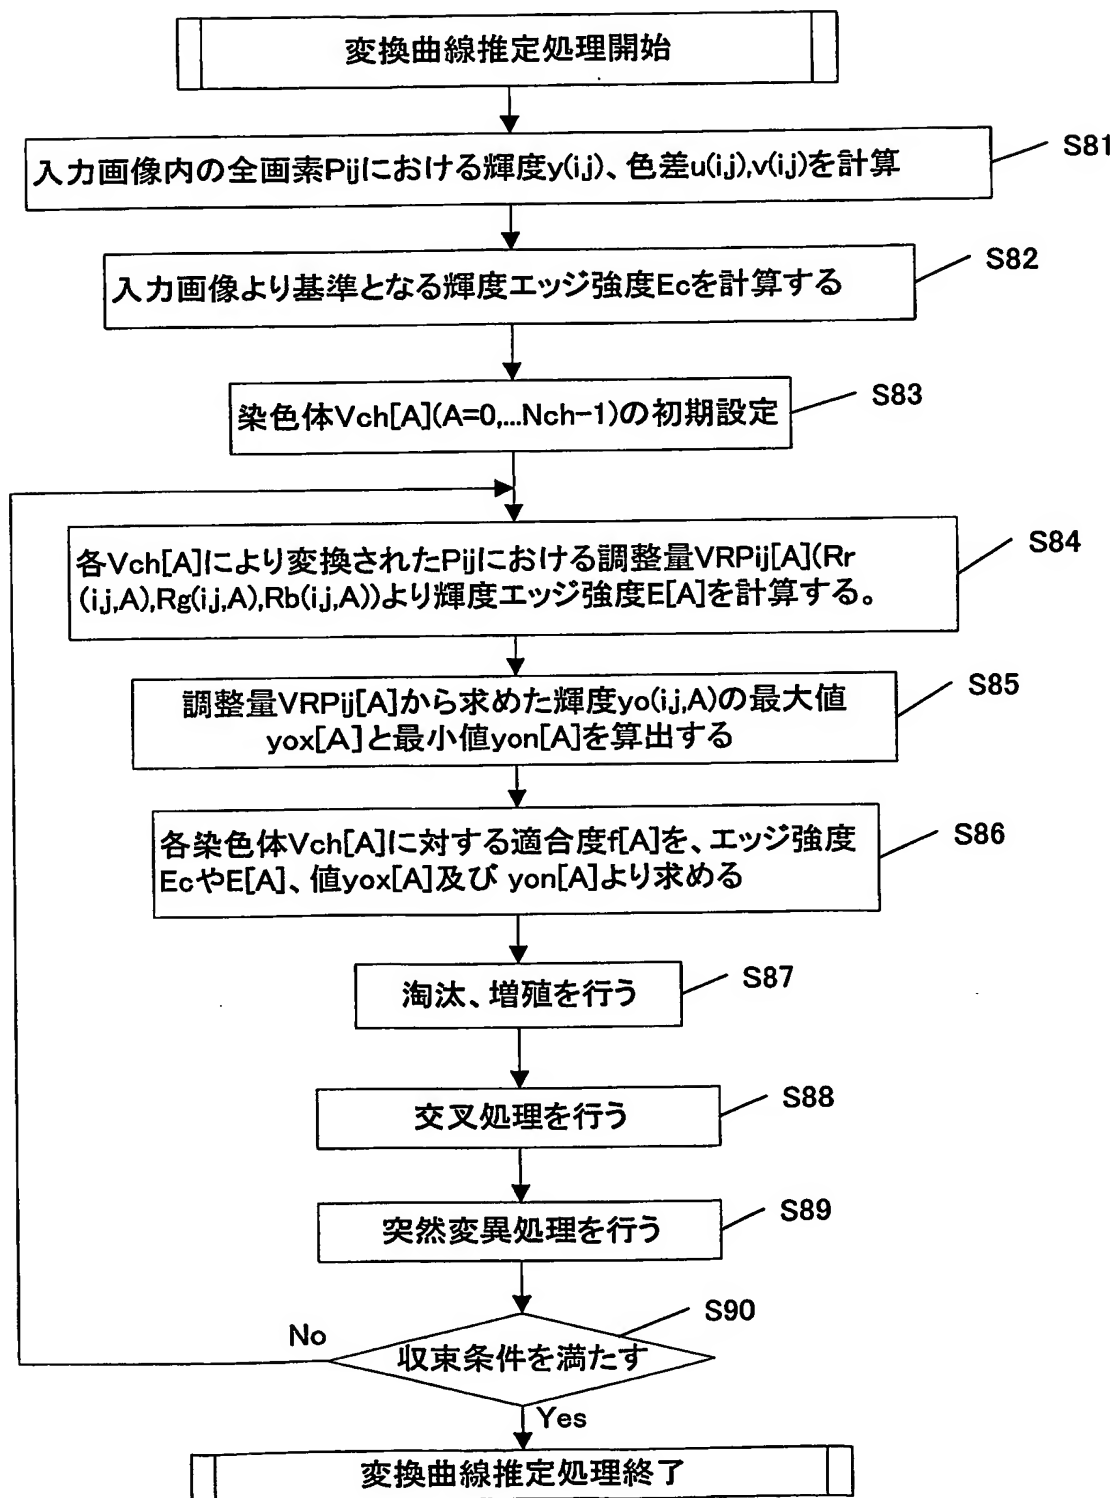 変換曲線推定処理開始
S81
入力画像内の全画素Pijにおける輝度y(i,j)、色差u(i,j),v(i,j)を計算
S82
入力画像より基準となる輝度エッジ強度Ecを計算する
S83
染色体Vch[A](A=0,...Nch-1)の初期設定
S84
各Vch[A]により変換されたPijにおける調整量VRPij[A](Rr
(i,j,A),Rg(i,j,A),Rb(i,j,A))より輝度エッジ強度E[A]を計算する。
S85
調整量VRPij[A]から求めた輝度yo(i,j,A)の最大値
yox[A]と最小値yon[A]を算出する
S86
各染色体Vch[A]に対する適合度f[A]を、エッジ強度
EcやE[A]、値yox[A]及び yon[A]より求める
S87
淘汰、増殖を行う
S88
交叉処理を行う
S89
突然変異処理を行う
S90
No
収束条件を満たす
Yes
変換曲線推定処理終了